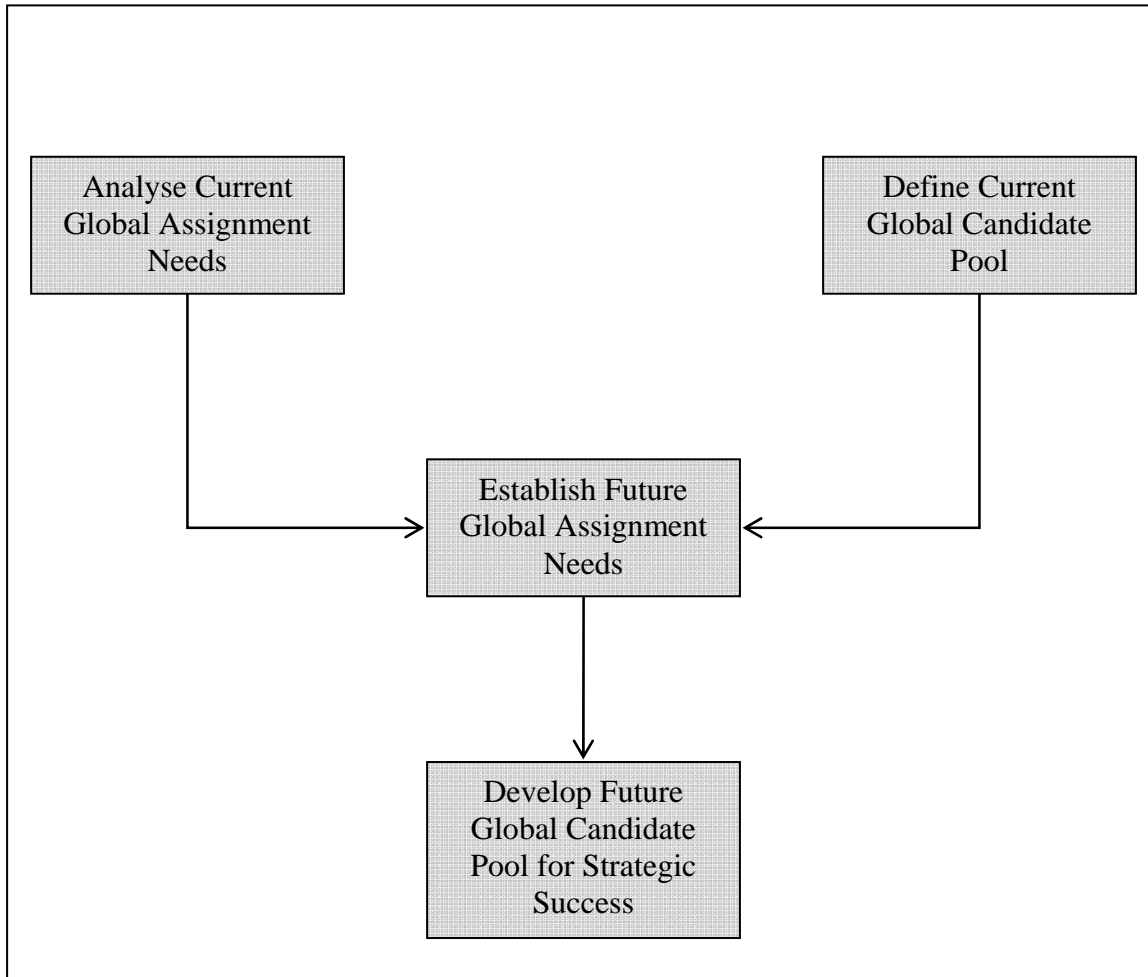 Analyse Current
Global Assignment
Needs
Define Current
Global Candidate
Pool
Establish Future
Global Assignment
Needs
Develop Future
Global Candidate
Pool for Strategic
Success